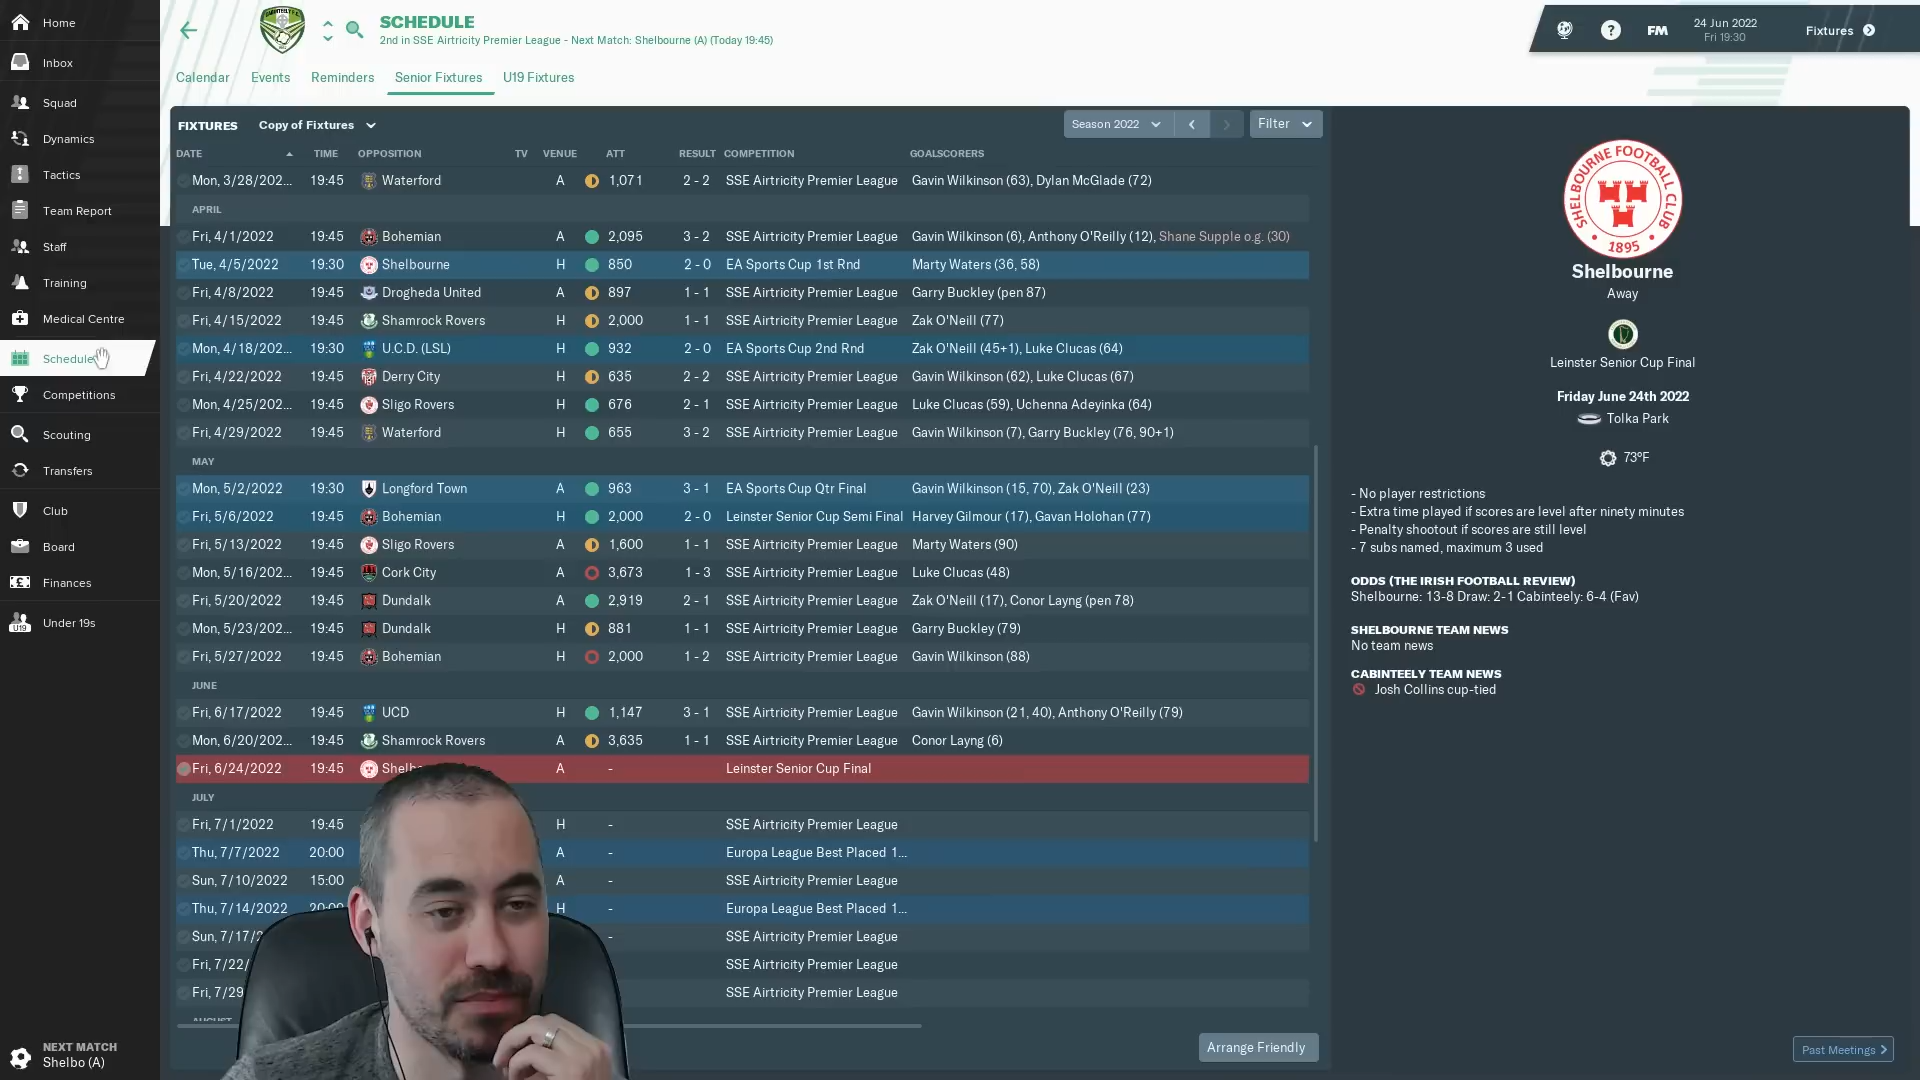 Home
Inbox
Squad
Dynamics
Tactics
Team Report
Staff
Training
Medical Centre
Schedule
Competitions
Scouting
Transfers
Club
Board
Finances
U19
Under 19s
NEXT MATCH
Shelbo (A)
SCHEDULE
2nd in SSE Airtricity Premier League - Next Match: Shelbourne (A) (Today 19:45)
FM
24 Jun 2022
Fri 19:30
Fixtures
Calendar Events Reminders Senior Fixtures U19 Fixtures
FIXTURES Copy of Fixtures Season 2022 Filter
DATE TIME OPPOSITION TV VENUE ATT RESULT COMPETITION GOALSCORERS
Mon, 3/28/202... 19:45 Waterford A 1,071 2 - 2 SSE Airtricity Premier League Gavin Wilkinson (63), Dylan McGlade (72)
APRIL
Fri, 4/1/2022 19:45 Bohemian A 2,095 3 - 2 SSE Airtricity Premier League Gavin Wilkinson (6), Anthony O'Reilly (12), Shane Supple o.g. (30)
Tue, 4/5/2022 19:30 Shelbourne H 850 2 - 0 EA Sports Cup 1st Rnd Marty Waters (36, 58)
Fri, 4/8/2022 19:45 Drogheda United A 897 1 - 1 SSE Airtricity Premier League Garry Buckley (pen 87)
Fri, 4/15/2022 19:45 Shamrock Rovers H 2,000 1 - 1 SSE Airtricity Premier League Zak O'Neill (77)
Mon, 4/18/202... 19:30 U.C.D. (LSL) H 932 2 - 0 EA Sports Cup 2nd Rnd Zak O'Neill (45+1), Luke Clucas (64)
Fri, 4/22/2022 19:45 Derry City H 635 2 - 2 SSE Airtricity Premier League Gavin Wilkinson (62), Luke Clucas (67)
Mon, 4/25/202... 19:45 Sligo Rovers H 676 2 - 1 SSE Airtricity Premier League Luke Clucas (59), Uchenna Adeyinka (64)
Fri, 4/29/2022 19:45 Waterford H 655 3 - 2 SSE Airtricity Premier League Gavin Wilkinson (7), Garry Buckley (76, 90+1)
MAY
Mon, 5/2/2022 19:30 Longford Town A 963 3 - 1 EA Sports Cup Qtr Final Gavin Wilkinson (15, 70), Zak O'Neill (23)
Fri, 5/6/2022 19:45 Bohemian H 2,000 2 - 0 Leinster Senior Cup Semi Final Harvey Gilmour (17), Gavan Holohan (77)
Fri, 5/13/2022 19:45 Sligo Rovers A 1,600 1 - 1 SSE Airtricity Premier League Marty Waters (90)
Mon, 5/16/202... 19:45 Cork City A 3,673 1 - 3 SSE Airtricity Premier League Luke Clucas (48)
Fri, 5/20/2022 19:45 Dundalk A 2,919 2 - 1 SSE Airtricity Premier League Zak O'Neill (17), Conor Layng (pen 78)
Mon, 5/23/202... 19:45 Dundalk H 881 1 - 1 SSE Airtricity Premier League Garry Buckley (79)
Fri, 5/27/2022 19:45 Bohemian H 2,000 1 - 2 SSE Airtricity Premier League Gavin Wilkinson (88)
JUNE
Fri, 6/17/2022 19:45 UCD H 1,147 3 - 1 SSE Airtricity Premier League Gavin Wilkinson (21, 40), Anthony O'Reilly (79)
Mon, 6/20/202... 19:45 Shamrock Rovers A 3,635 1 - 1 SSE Airtricity Premier League Conor Layng (6)
Fri, 6/24/2022 19:45 A - Leinster Senior Cup Final
JULY
Fri, 7/1/2022 19:45 H - SSE Airtricity Premier League
Thu, 7/7/2022 20:00 A - Europa League Best Placed 1...
Sun, 7/10/2022 15:00 A - SSE Airtricity Premier League
Thu, 7/14/2022 20:00 H - Europa League Best Placed 1...
Sun, 7/17/ - SSE Airtricity Premier League
Fri, 7/22/ SSE Airtricity Premier League
Fri, 7/29 SSE Airtricity Premier League
Arrange Friendly
SHELBOURNE FOOTBALL CLUB
1895
Shelbourne
Away
Leinster Senior Cup Final
Friday June 24th 2022
Tolka Park
73°F
- No player restrictions
- Extra time played if scores are level after ninety minutes
- Penalty shootout if scores are still level
- 7 subs named, maximum 3 used
ODDS (THE IRISH FOOTBALL REVIEW)
Shelbourne: 13-8 Draw: 2-1 Cabinteely: 6-4 (Fav)
SHELBOURNE TEAM NEWS
No team news
CABINTEELY TEAM NEWS
Josh Collins cup-tied
Past Meetings